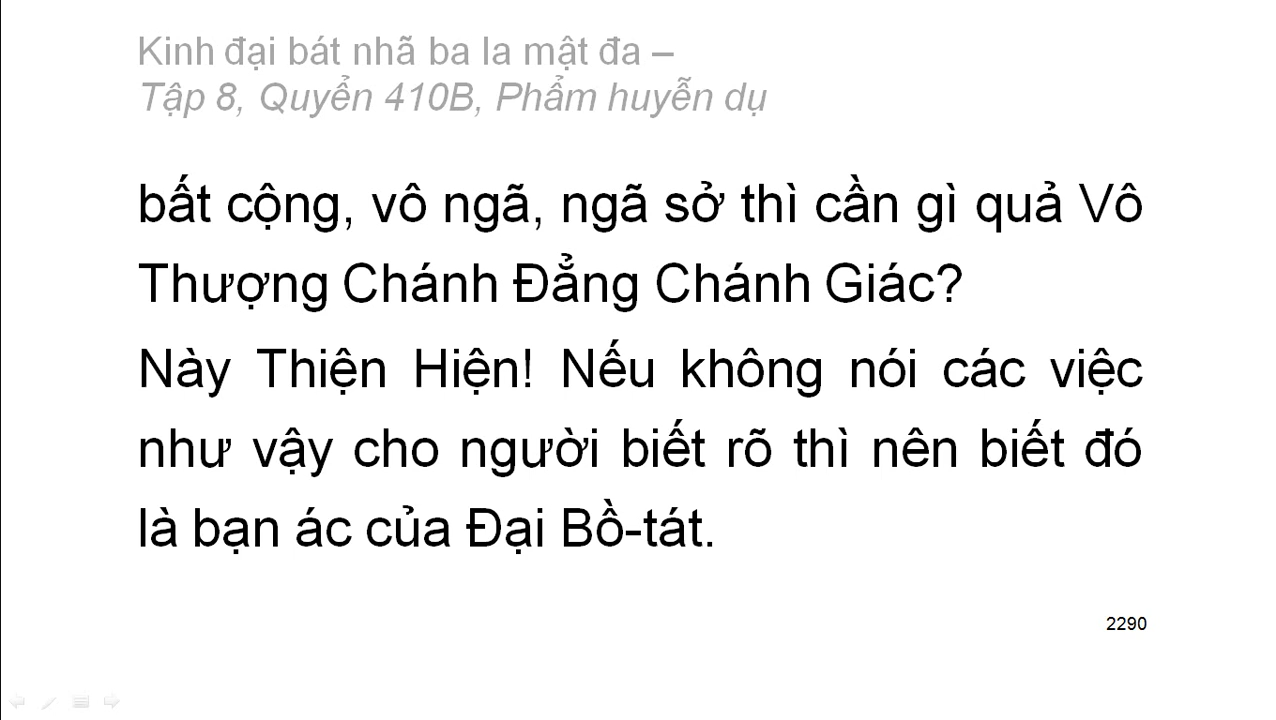 Kinh đại bát nhã ba la mật đa –
Tập 8, Quyển 410B, Phẩm huyễn dụ
bất cộng, vô ngã, ngã sở thì cần gì quả Vô
Thượng Chánh Đẳng Chánh Giác?
Này Thiện Hiện! Nếu không nói các việc
như vậy cho người biết rõ thì nên biết đó
là bạn ác của Đại Bồ-tát.
2290